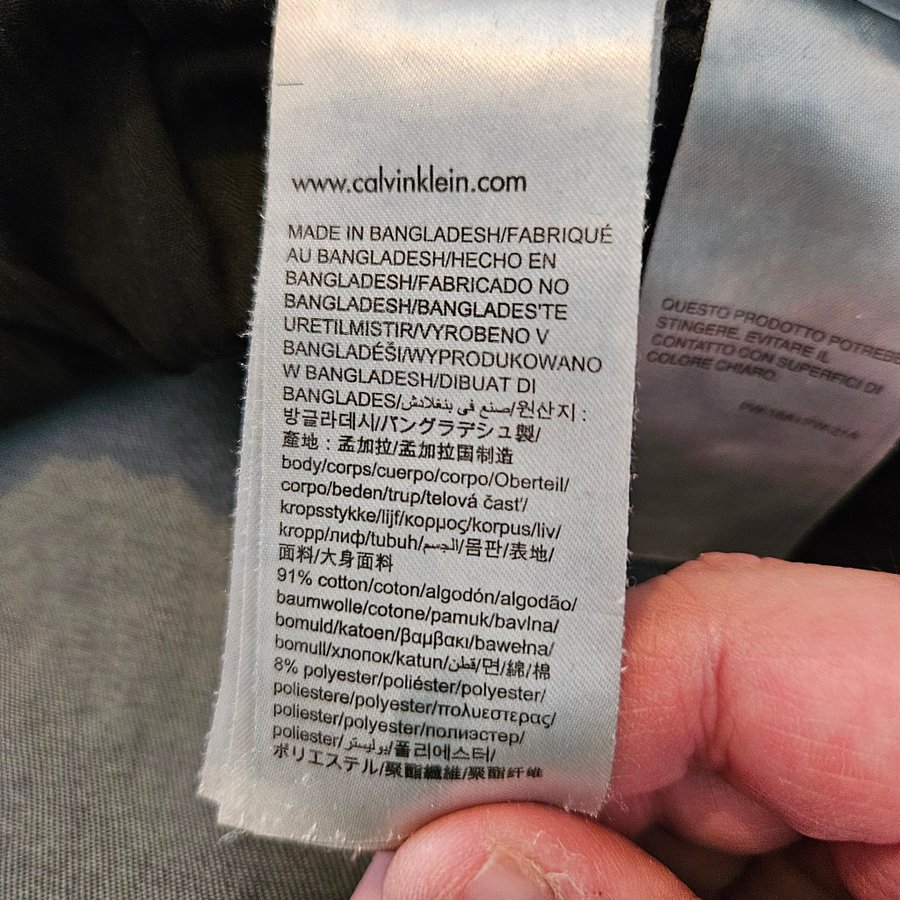 www.calvinklein.com
MADE IN BANGLADESH/FABRIQUÉ
AU BANGLADESH/HECHO EN
BANGLADESH/FABRICADO NO
BANGLADESH/BANGLADES'TE
URETILMISTIR/VYROBENO V
BANGLADÉŠI/WYPRODUKOWANO
W BANGLADESH/DIBUAT DI
BANGLADES/صنع في بنغلادش/원산지 :
방글라데시/バングラデシュ製/
產地 : 孟加拉/孟加拉国制造
body/corps/cuerpo/corpo/Oberteil/
corpo/beden/trup/telová čast'/
kropsstykke/lijf/κορμος/korpus/liv/
kropp/лиф/tubuh/الجسم/몸판/表地/
面料/大身面料
91% cotton/coton/algodón/algodão/
baumwolle/cotone/pamuk/bavlna/
bomuld/katoen/βαμβακι/bawełna/
bomull/хлопок/katun/قطن/면/綿/棉
8% polyester/poliéster/polyester/
poliestere/polyester/πολυεστερας/
poliester/polyester/полиэстер/
poliester/بوليستر/폴리에스터/
ポリエステル/聚酯纖維/聚酯纤维
QUESTO PRODOTTO POTREBBE
STINGERE. EVITARE IL
CONTATTO CON SUPERFICI DI
COLORE CHIARO.